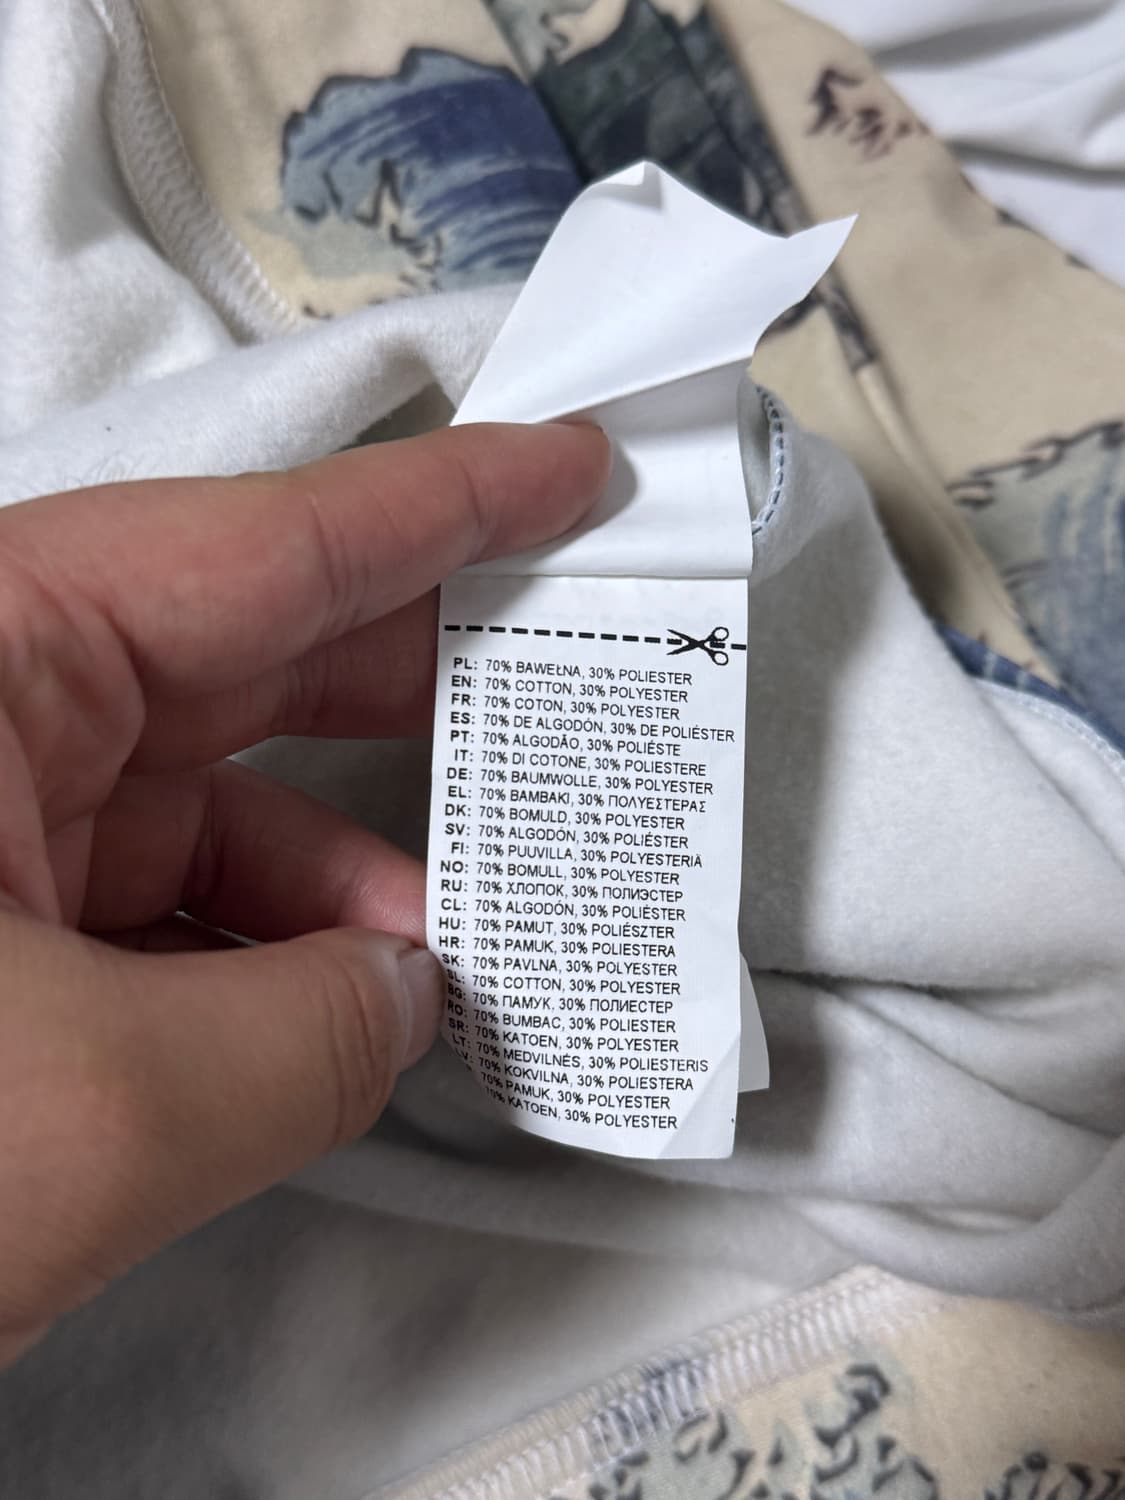 PL: 70% BAWEŁNA, 30% POLIESTER
EN: 70% COTTON, 30% POLYESTER
FR: 70% COTON, 30% POLYESTER
ES: 70% DE ALGODÓN, 30% DE POLIÉSTER
PT: 70% ALGODÃO, 30% POLIÉSTE
IT: 70% DI COTONE, 30% POLIESTERE
DE: 70% BAUMWOLLE, 30% POLYESTER
EL: 70% ΒΑΜΒΑΚΙ, 30% ΠΟΛΥΕΣΤΕΡΑΣ
DK: 70% BOMULD, 30% POLYESTER
SV: 70% ALGODÓN, 30% POLIÉSTER
FI: 70% PUUVILLA, 30% POLYESTERIÄ
NO: 70% BOMULL, 30% POLYESTER
RU: 70% ХЛОПОК, 30% ПОЛИЭСТЕР
CL: 70% ALGODÓN, 30% POLIÉSTER
HU: 70% PAMUT, 30% POLIÉSZTER
HR: 70% PAMUK, 30% POLIESTERA
SK: 70% PAVLNA, 30% POLYESTER
SL: 70% COTTON, 30% POLYESTER
BG: 70% ПАМУК, 30% ПОЛИЕСТЕР
RO: 70% BUMBAC, 30% POLIESTER
SR: 70% KATOEN, 30% POLYESTER
LT: 70% MEDVILNĖS, 30% POLIESTERIS
LV: 70% KOKVILNA, 30% POLIESTERA
70% PAMUK, 30% POLYESTER
70% KATOEN, 30% POLYESTER